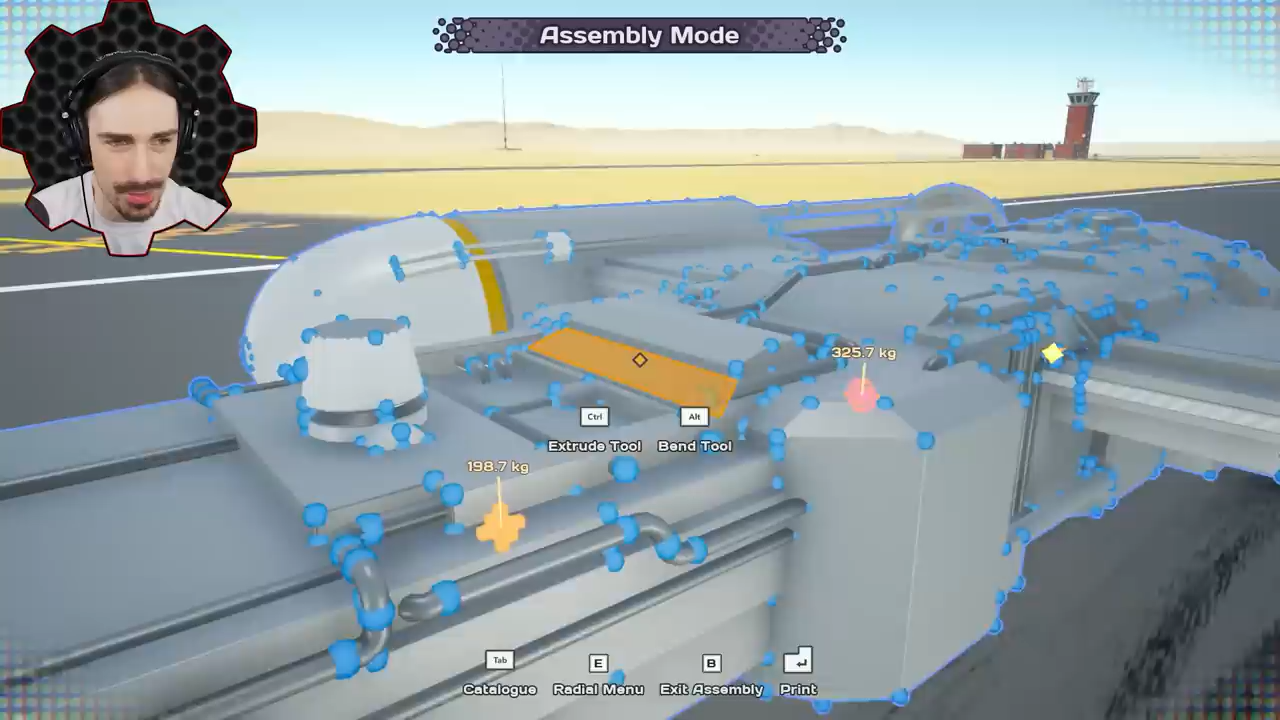 Assembly Mode
325.7 kg
Ctrl
Alt
Extrude Tool
Bend Tool
198.7 kg
Tab
E
B
Catalogue
Radial Menu
Exit Assembly
Print